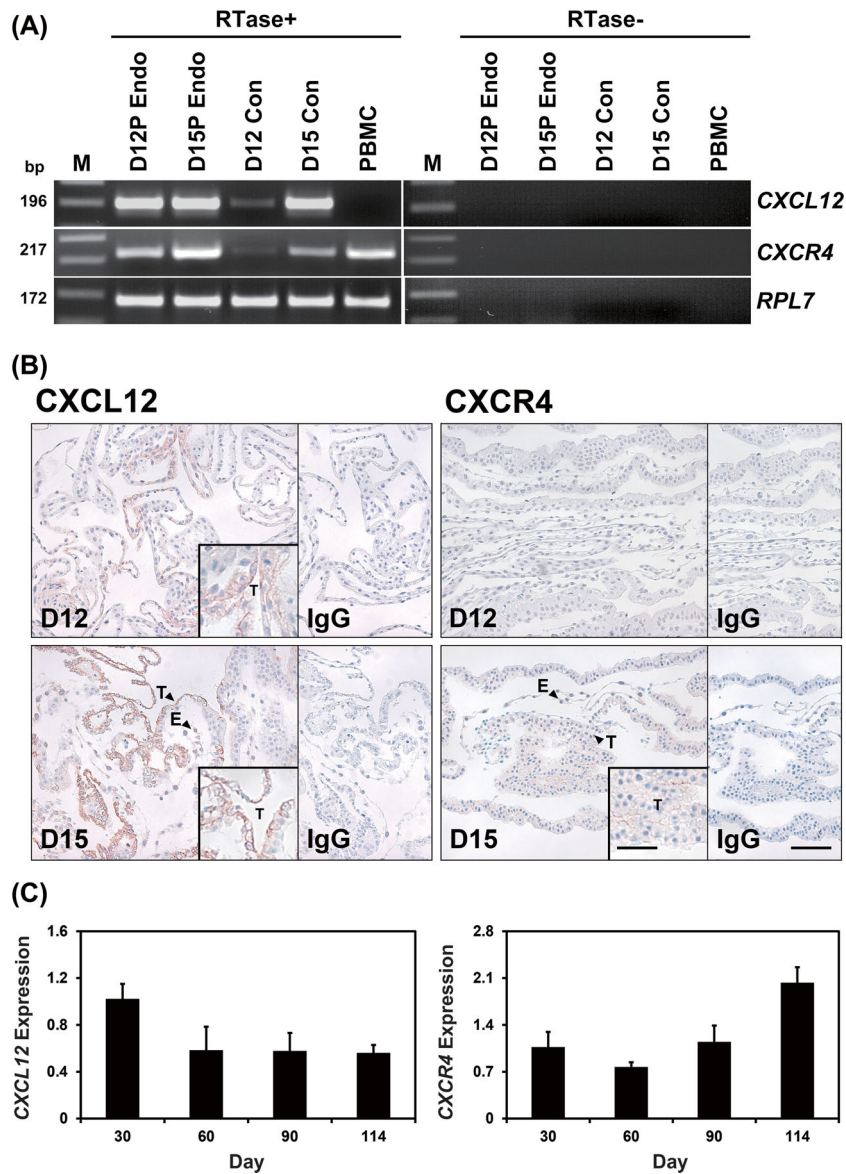 (A)
RTase+ RTase-
bp M D12P Endo D15P Endo D12 Con D15 Con PBMC M D12P Endo D15P Endo D12 Con D15 Con PBMC
196 CXCL12
217 CXCR4
172 RPL7
(B)
CXCL12 CXCR4
T
D12 IgG D12 IgG
T E
E T
T T
D15 IgG D15 IgG
(C)
CXCL12 Expression
1.6
1.2
0.8
0.4
0
30 60 90 114
Day
CXCR4 Expression
2.8
2.1
1.4
0.7
0
30 60 90 114
Day